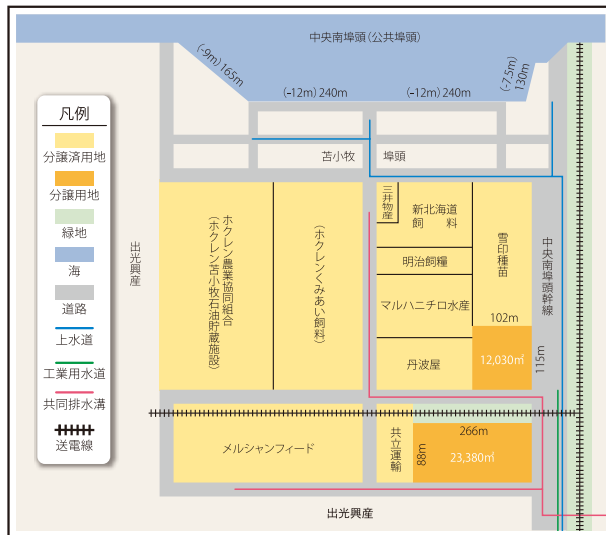 中央南埠頭（公共埠頭）
(-9m)165m
(-12m)240m
(-12m)240m
(-7.5m)
130m
凡例
分譲済用地
分譲用地
緑地
海
道路
上水道
工業用水道
共同排水溝
送電線
苫小牧
埠頭
出光興産
ホクレン農業協同組合
（ホクレン苫小牧石油貯蔵施設）
（ホクレンくみあい飼料）
三井物産
新北海道
飼料
明治飼糧
マルハニチロ水産
丹波屋
雪印種苗
102m
12,030㎡
115m
中央南埠頭幹線
メルシャンフィード
共立運輸
266m
88m
23,380㎡
出光興産